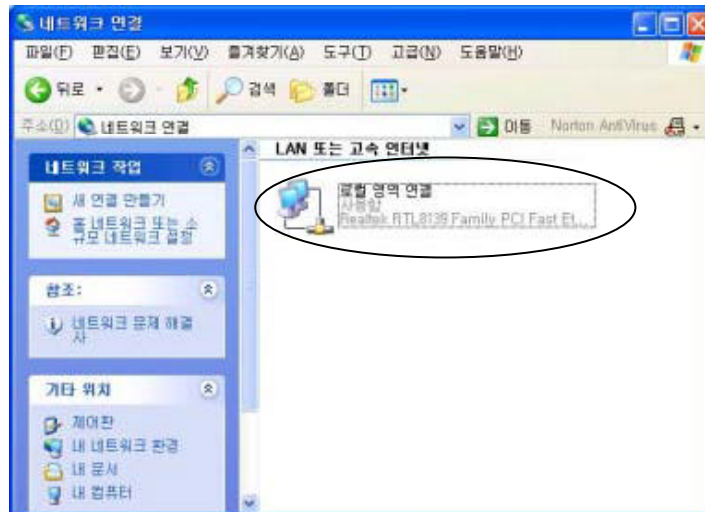 네트워크 연결
파일(F) 편집(E) 보기(V) 즐겨찾기(A) 도구(T) 고급(N) 도움말(H)
뒤로 검색 폴더
주소(D) 네트워크 연결 이동 Norton AntiVirus
네트워크 작업
새 연결 만들기
홈 네트워크 또는 소
규모 네트워크 설정
참조:
네트워크 문제 해결
사
기타 위치
제어판
내 네트워크 환경
내 문서
내 컴퓨터
LAN 또는 고속 인터넷
로컬 영역 연결
사용함
Realtek RTL8139 Family PCI Fast Et...